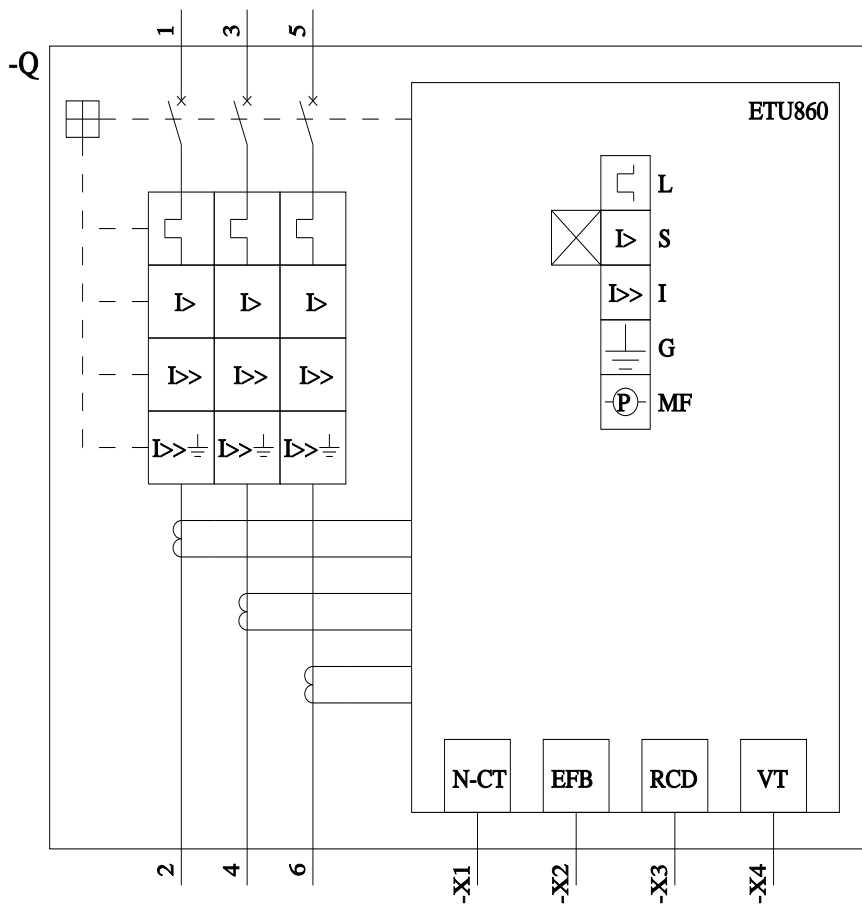 1 3 5
-Q
ETU860
L
I> S
I> I> I>
I>> I
G
I>> I>> I>>
P MF
I>> I>> I>>
N-CT EFB RCD VT
2 4 6 -X1 -X2 -X3 -X4